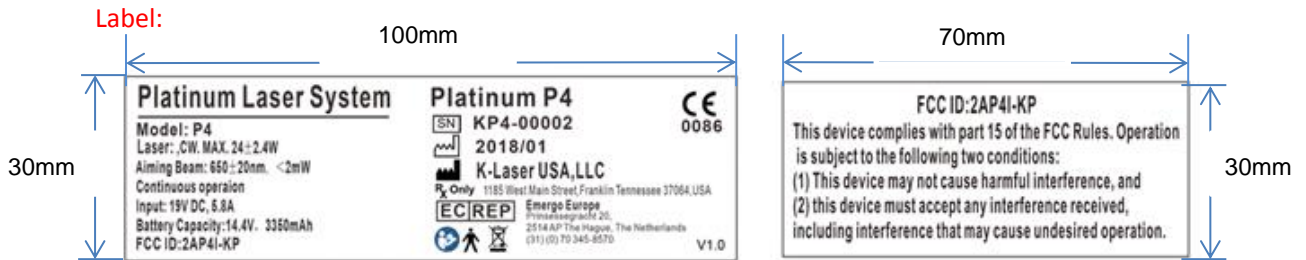 Label:
100mm
70mm
30mm
Platinum Laser System
Model: P4
Laser: ,CW. MAX. 24±2.4W
Aiming Beam: 650±20nm. <2mW
Continuous operaion
Input: 19V DC, 6.8A
Battery Capacity:14.4V. 3350mAh
FCC ID:2AP4I-KP
Platinum P4
SN KP4-00002
2018/01
K-Laser USA,LLC
Rx Only 1185 West Main Street,Franklin Tennessee 37064,USA
EC REP Emergo Europe
Prinsessegracht 20,
2514 AP The Hague, The Netherlands
(31) (0) 70 345-8570
CE
0086
V1.0
FCC ID:2AP4I-KP
This device complies with part 15 of the FCC Rules. Operation
is subject to the following two conditions:
(1) This device may not cause harmful interference, and
(2) this device must accept any interference received,
including interference that may cause undesired operation.
30mm